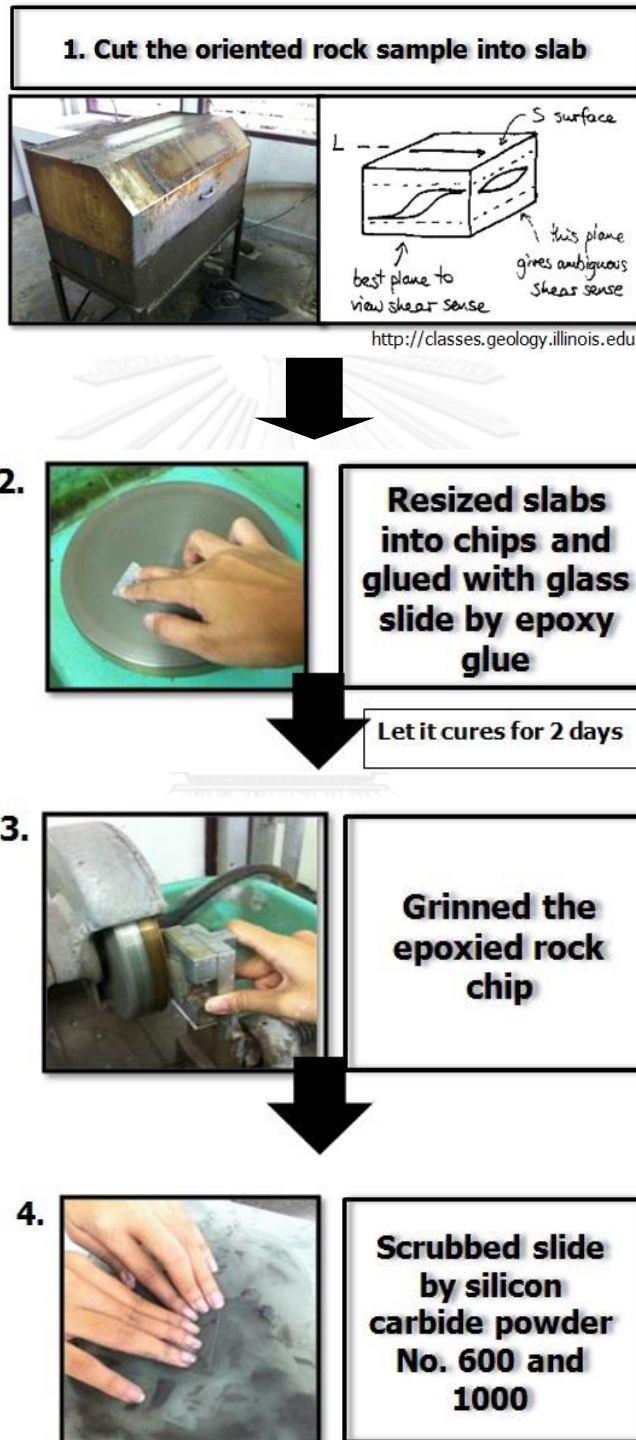 1. Cut the oriented rock sample into slab
S surface
L
best plane to
view shear sense
this plane
gives ambiguous
shear sense
http://classes.geology.illinois.edu
2.
Resized slabs
into chips and
glued with glass
slide by epoxy
glue
Let it cures for 2 days
3.
Grinned the
epoxied rock
chip
4.
Scrubbed slide
by silicon
carbide powder
No. 600 and
1000